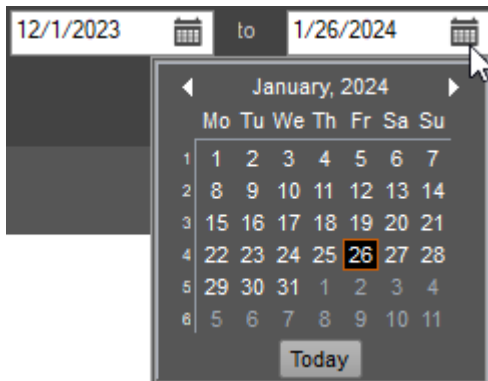 12/1/2023 to 1/26/2024
January, 2024
Mo Tu We Th Fr Sa Su
1 1 2 3 4 5 6 7
2 8 9 10 11 12 13 14
3 15 16 17 18 19 20 21
4 22 23 24 25 26 27 28
5 29 30 31 1 2 3 4
6 5 6 7 8 9 10 11
Today